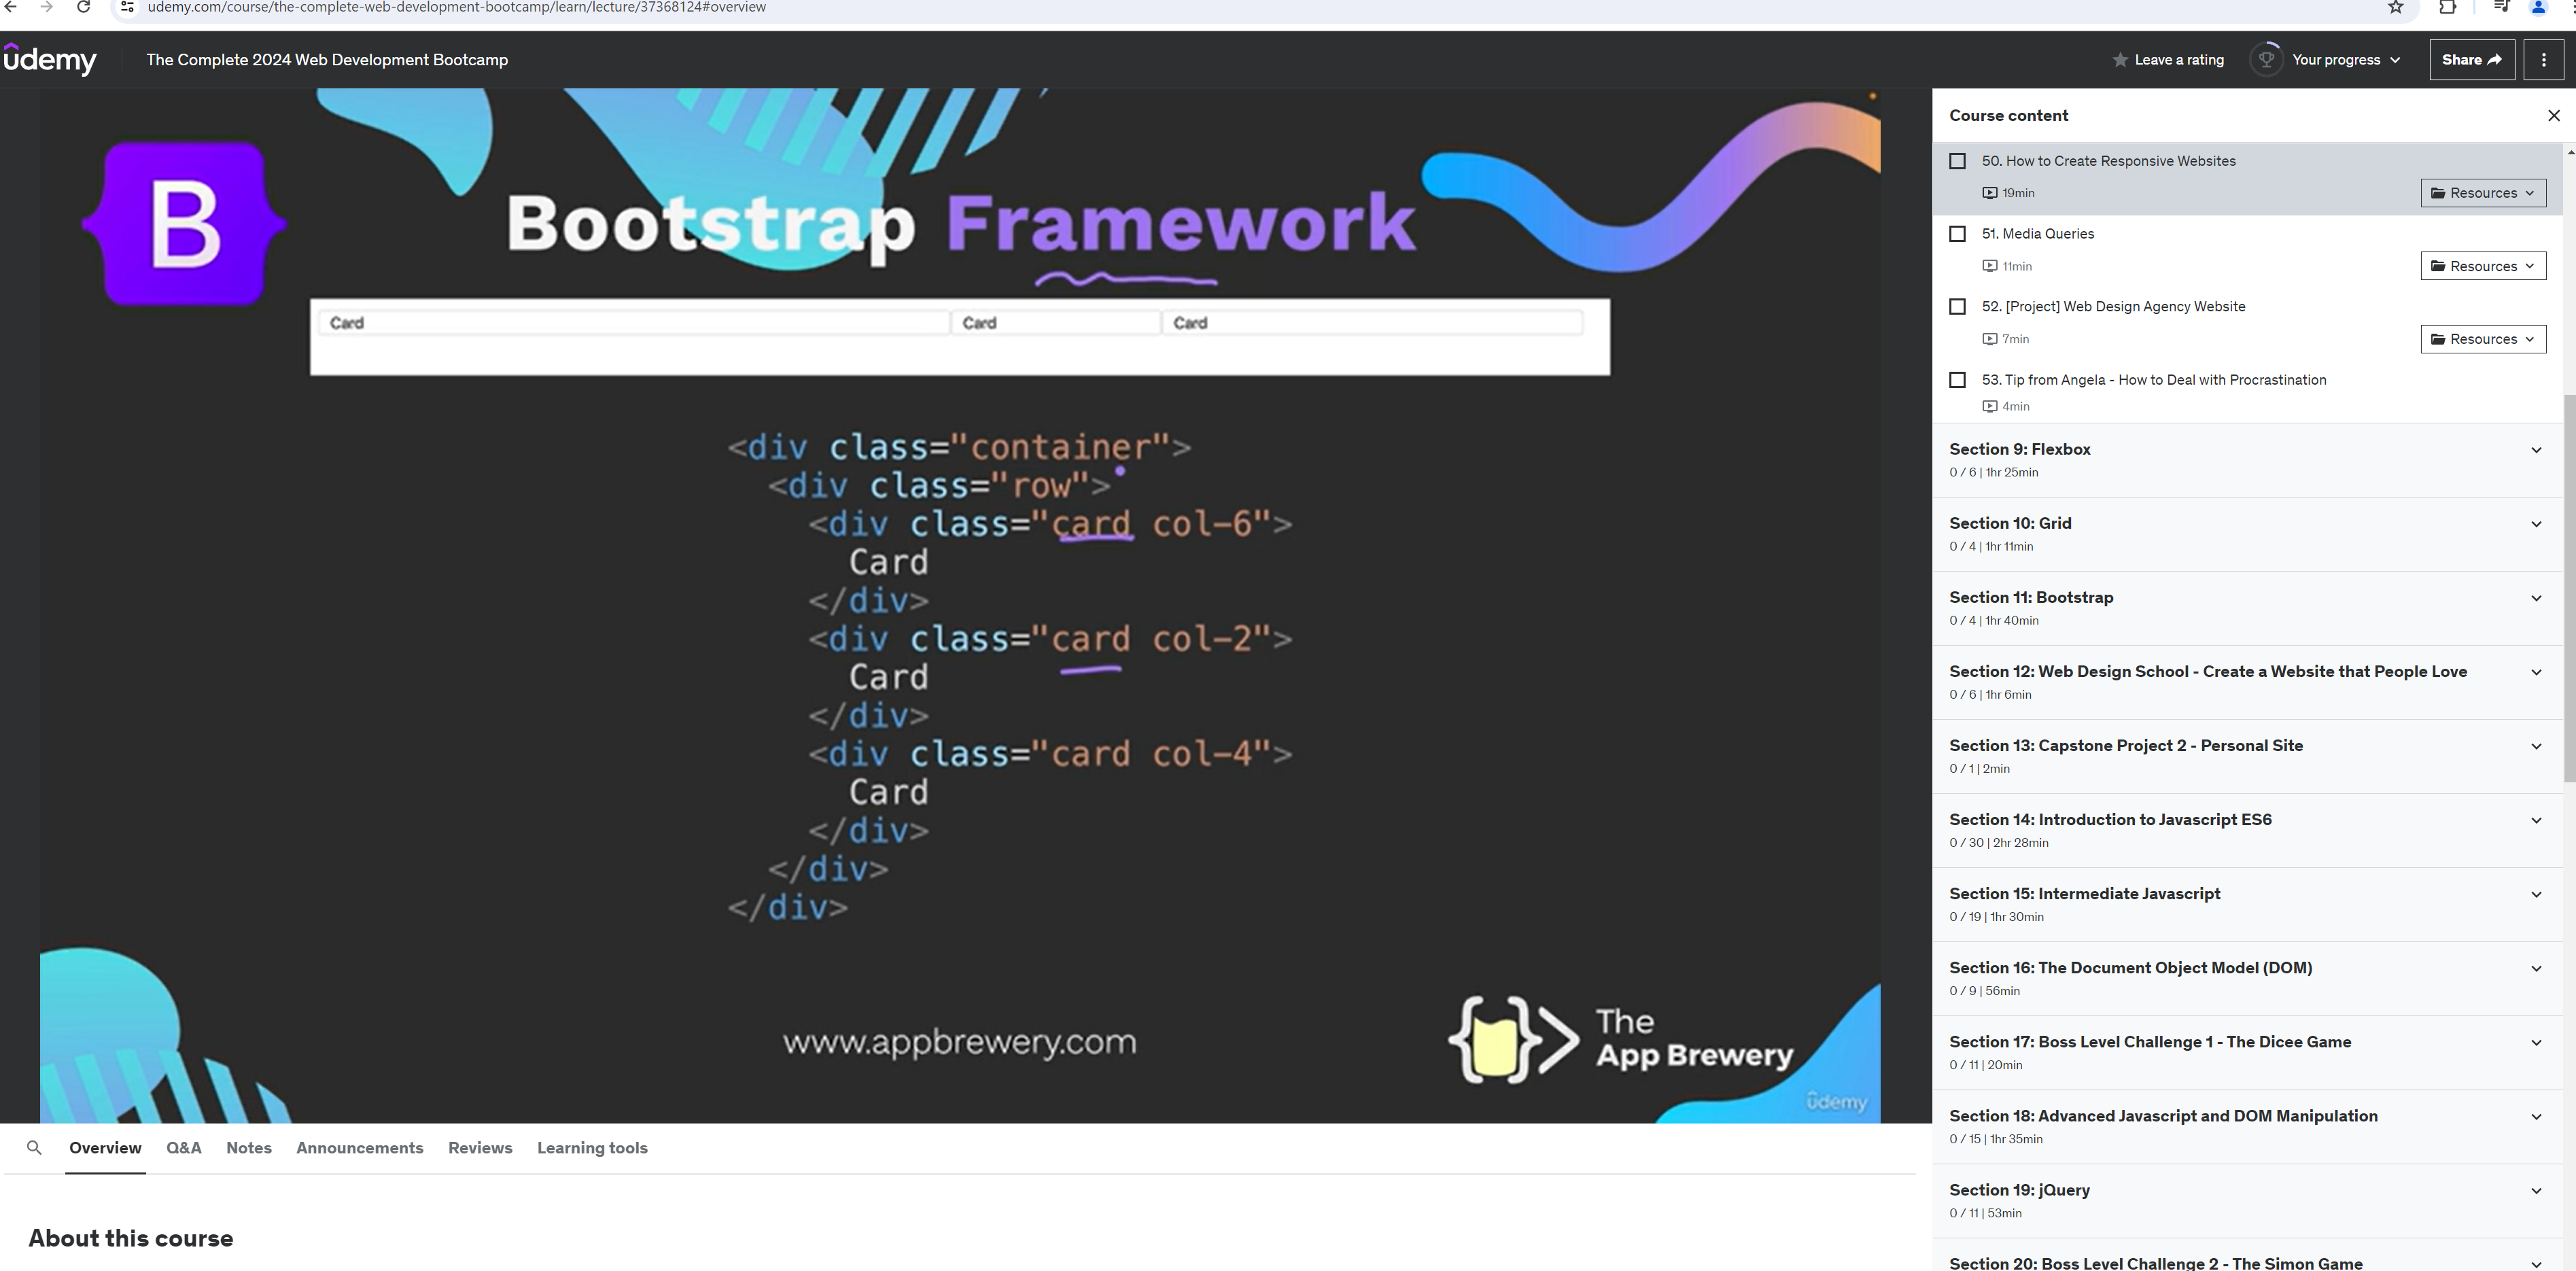 udemy.com/course/the-complete-web-development-bootcamp/learn/lecture/37368124#overview
udemy
The Complete 2024 Web Development Bootcamp
Leave a rating
Your progress
Share
B
Bootstrap Framework
Card Card Card
<div class="container">
<div class="row">
<div class="card col-6">
Card
</div>
<div class="card col-2">
Card
</div>
<div class="card col-4">
Card
</div>
</div>
</div>
www.appbrewery.com
The
App Brewery
udemy
Overview Q&A Notes Announcements Reviews Learning tools
About this course
Course content
50. How to Create Responsive Websites
19min
Resources
51. Media Queries
11min
Resources
52. [Project] Web Design Agency Website
7min
Resources
53. Tip from Angela - How to Deal with Procrastination
4min
Section 9: Flexbox
0 / 6 | 1hr 25min
Section 10: Grid
0 / 4 | 1hr 11min
Section 11: Bootstrap
0 / 4 | 1hr 40min
Section 12: Web Design School - Create a Website that People Love
0 / 6 | 1hr 6min
Section 13: Capstone Project 2 - Personal Site
0 / 1 | 2min
Section 14: Introduction to Javascript ES6
0 / 30 | 2hr 28min
Section 15: Intermediate Javascript
0 / 19 | 1hr 30min
Section 16: The Document Object Model (DOM)
0 / 9 | 56min
Section 17: Boss Level Challenge 1 - The Dicee Game
0 / 11 | 20min
Section 18: Advanced Javascript and DOM Manipulation
0 / 15 | 1hr 35min
Section 19: jQuery
0 / 11 | 53min
Section 20: Boss Level Challenge 2 - The Simon Game